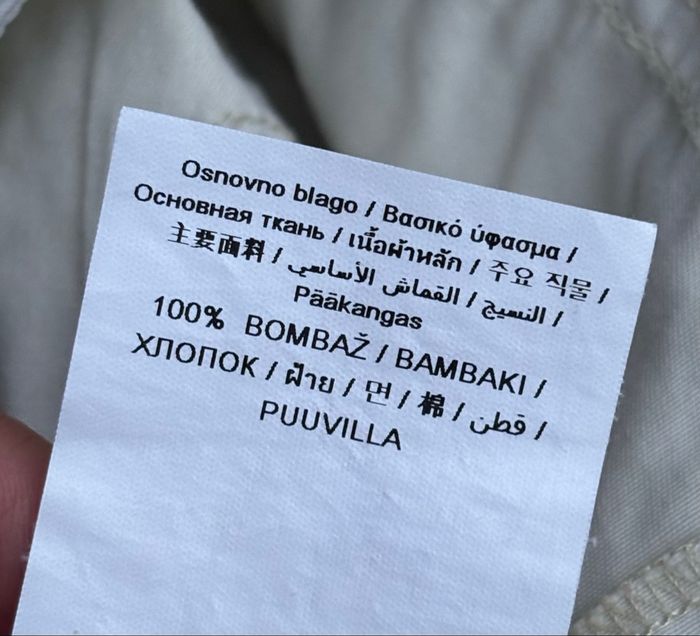 Osnovno blago / Βασικό ύφασμα /
Основная ткань / เนื้อผ้าหลัก / 주요 직물 /
主要面料 / النسيج / القماش الأساسي /
Pääkangas
100% BOMBAŽ / BAMBAKI /
ХЛОПОК / ฝ้าย / 면 / 棉 / قطن /
PUUVILLA